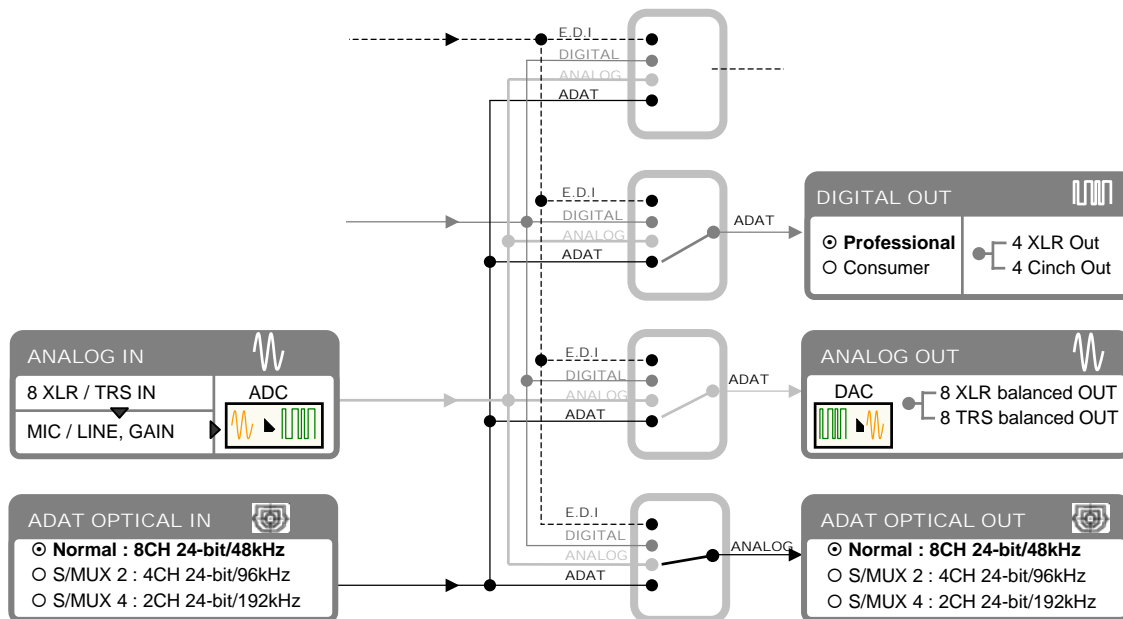 E.D.I
DIGITAL
ANALOG
ADAT
E.D.I
DIGITAL
ANALOG
ADAT
ADAT
DIGITAL OUT
Professional
Consumer
4 XLR Out
4 Cinch Out
ANALOG IN
8 XLR / TRS IN
MIC / LINE, GAIN
ADC
E.D.I
DIGITAL
ANALOG
ADAT
ADAT
ANALOG OUT
DAC
8 XLR balanced OUT
8 TRS balanced OUT
ADAT OPTICAL IN
Normal : 8CH 24-bit/48kHz
S/MUX 2 : 4CH 24-bit/96kHz
S/MUX 4 : 2CH 24-bit/192kHz
E.D.I
DIGITAL
ANALOG
ADAT
ANALOG
ADAT OPTICAL OUT
Normal : 8CH 24-bit/48kHz
S/MUX 2 : 4CH 24-bit/96kHz
S/MUX 4 : 2CH 24-bit/192kHz